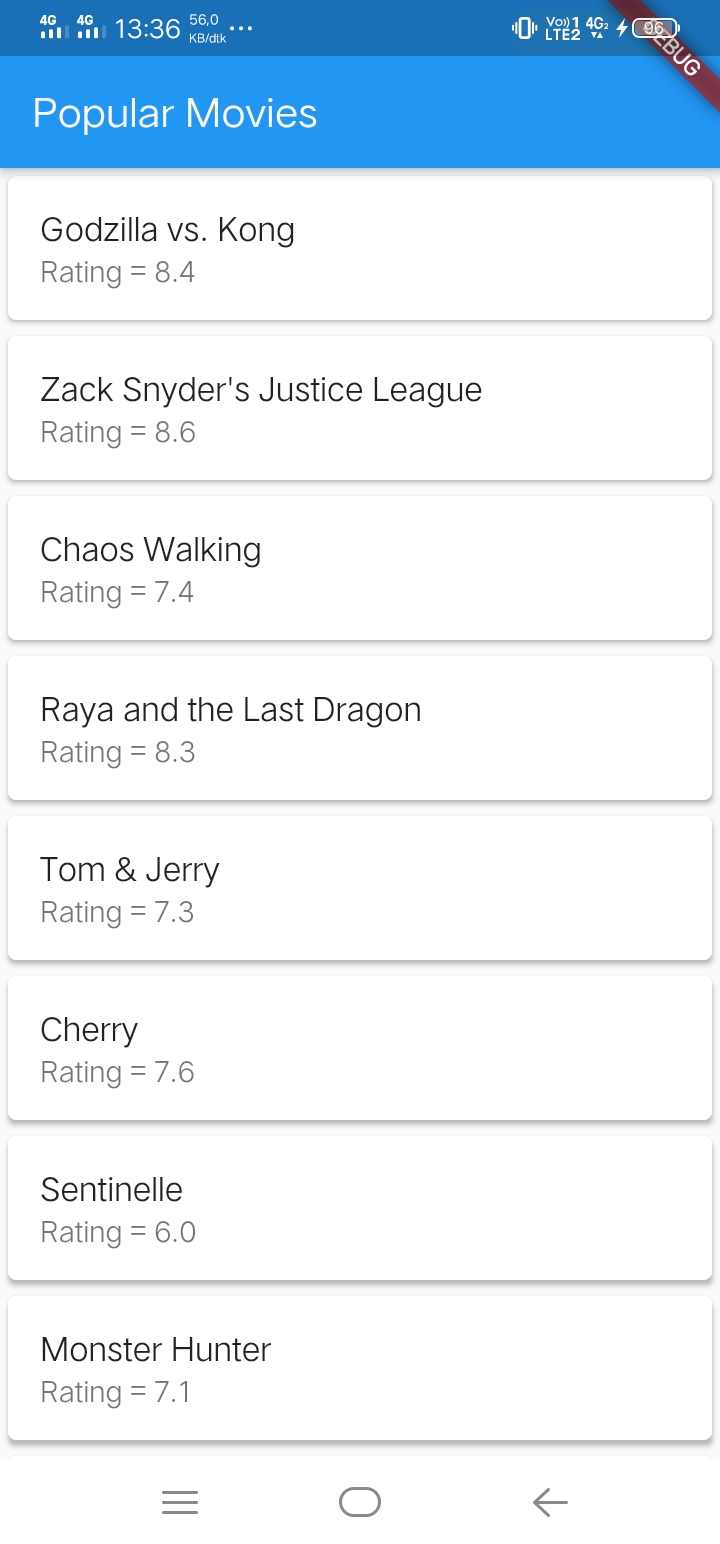 4G 4G 13:36 56,0 KB/dtk ...
Vo))1 LTE2 4G2 96
Popular Movies
Godzilla vs. Kong
Rating = 8.4
Zack Snyder's Justice League
Rating = 8.6
Chaos Walking
Rating = 7.4
Raya and the Last Dragon
Rating = 8.3
Tom & Jerry
Rating = 7.3
Cherry
Rating = 7.6
Sentinelle
Rating = 6.0
Monster Hunter
Rating = 7.1